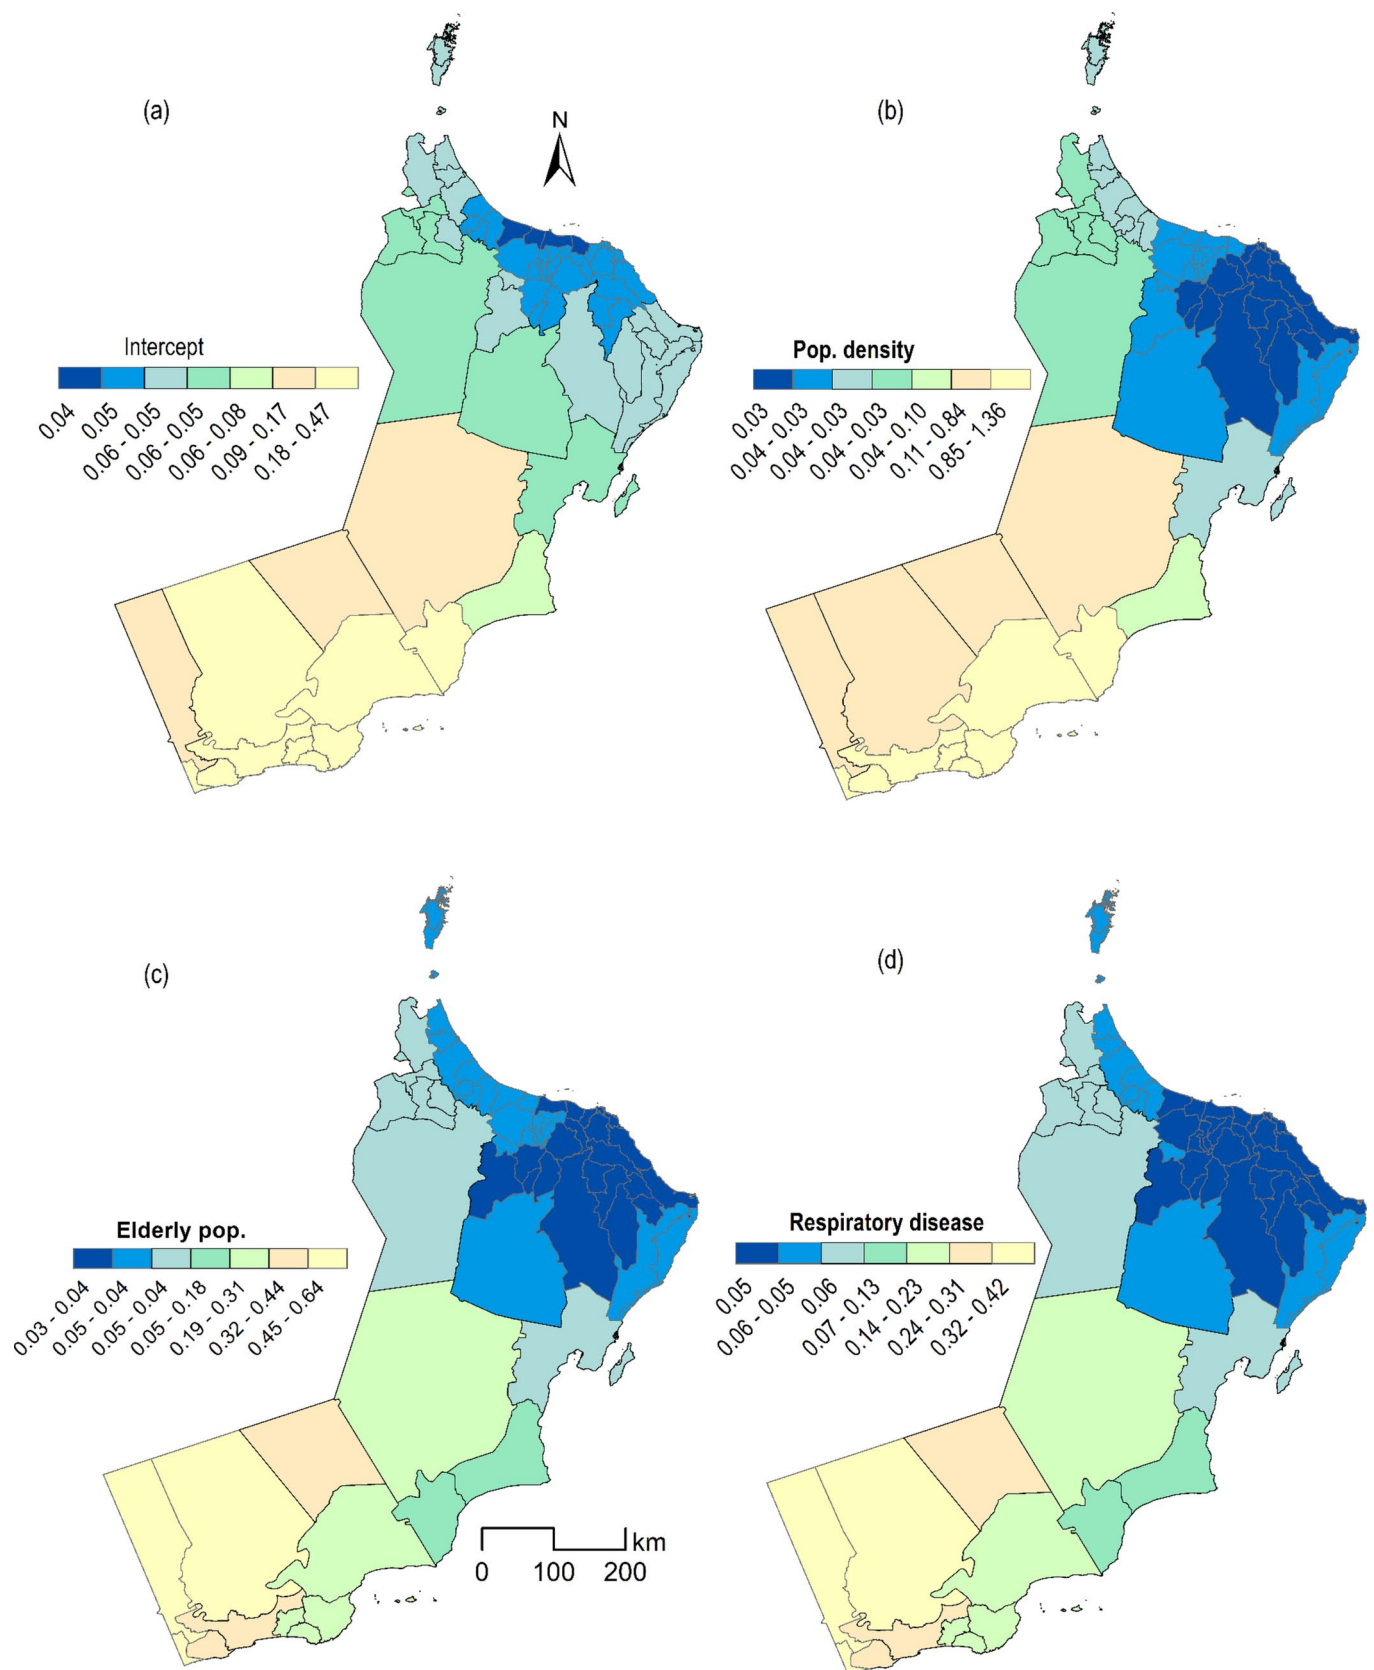 (a)
N
Intercept
0.04
0.05
0.06 - 0.05
0.06 - 0.05
0.06 - 0.08
0.09 - 0.17
0.18 - 0.47
(b)
Pop. density
0.03
0.04 - 0.03
0.04 - 0.03
0.04 - 0.03
0.04 - 0.10
0.11 - 0.84
0.85 - 1.36
(c)
Elderly pop.
0.03 - 0.04
0.05 - 0.04
0.05 - 0.04
0.05 - 0.18
0.19 - 0.31
0.32 - 0.44
0.45 - 0.64
km
0 100 200
(d)
Respiratory disease
0.05
0.06 - 0.05
0.06
0.07 - 0.13
0.14 - 0.23
0.24 - 0.31
0.32 - 0.42